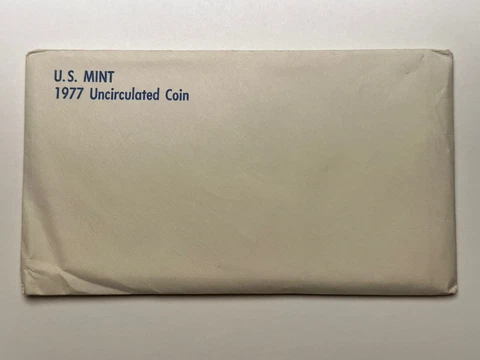 U.S. MINT
1977 Uncirculated Coin